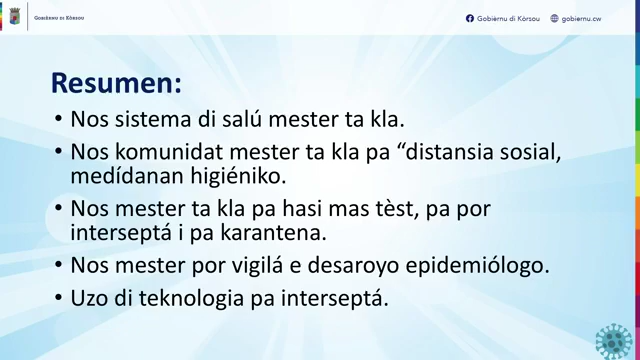 GOBIÈRNU DI KÒRSOU
Gobièrnu di Kòrsou
gobiernu.cw
Resumen:
• Nos sistema di salú mester ta kla.
• Nos komunidat mester ta kla pa “distansia sosial,
medídanan higiéniko.
• Nos mester ta kla pa hasi mas tèst, pa por
interseptá i pa karantena.
• Nos mester por vigilá e desaroyo epidemiólogo.
• Uzo di teknologia pa interseptá.